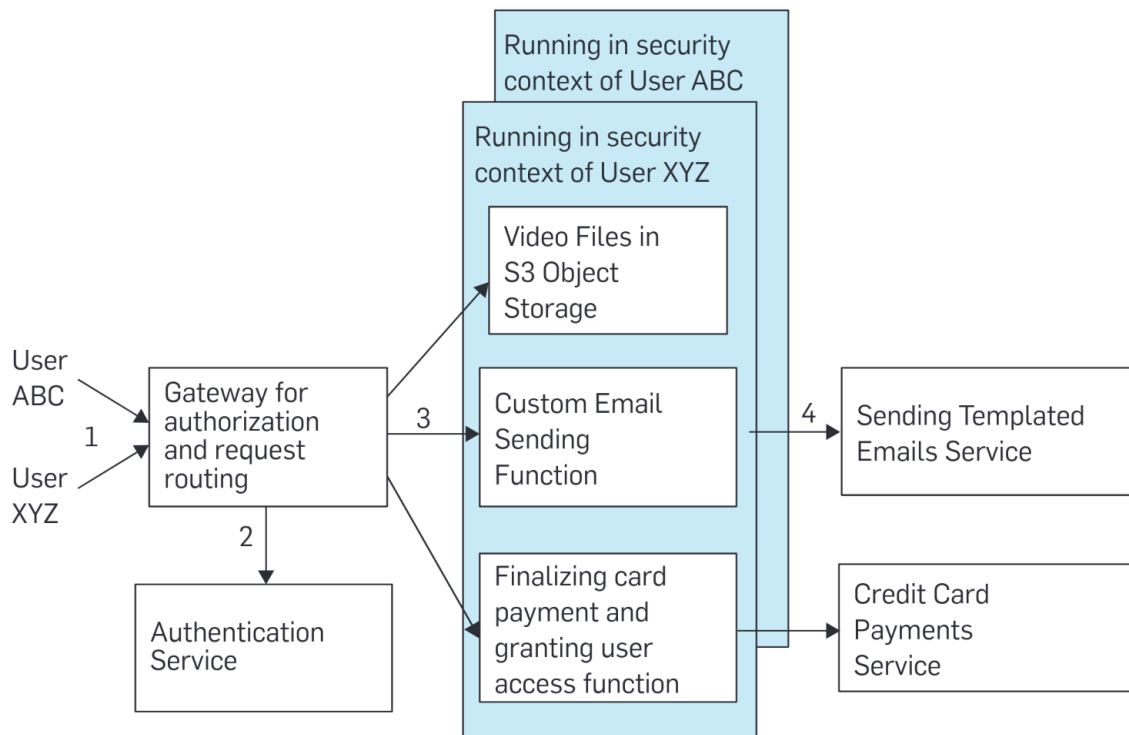 Running in security
context of User ABC
Running in security
context of User XYZ
Video Files in
S3 Object
Storage
User
ABC
1
User
XYZ
Gateway for
authorization
and request
routing
3
Custom Email
Sending
Function
4
Sending Templated
Emails Service
2
Authentication
Service
Finalizing card
payment and
granting user
access function
Credit Card
Payments
Service